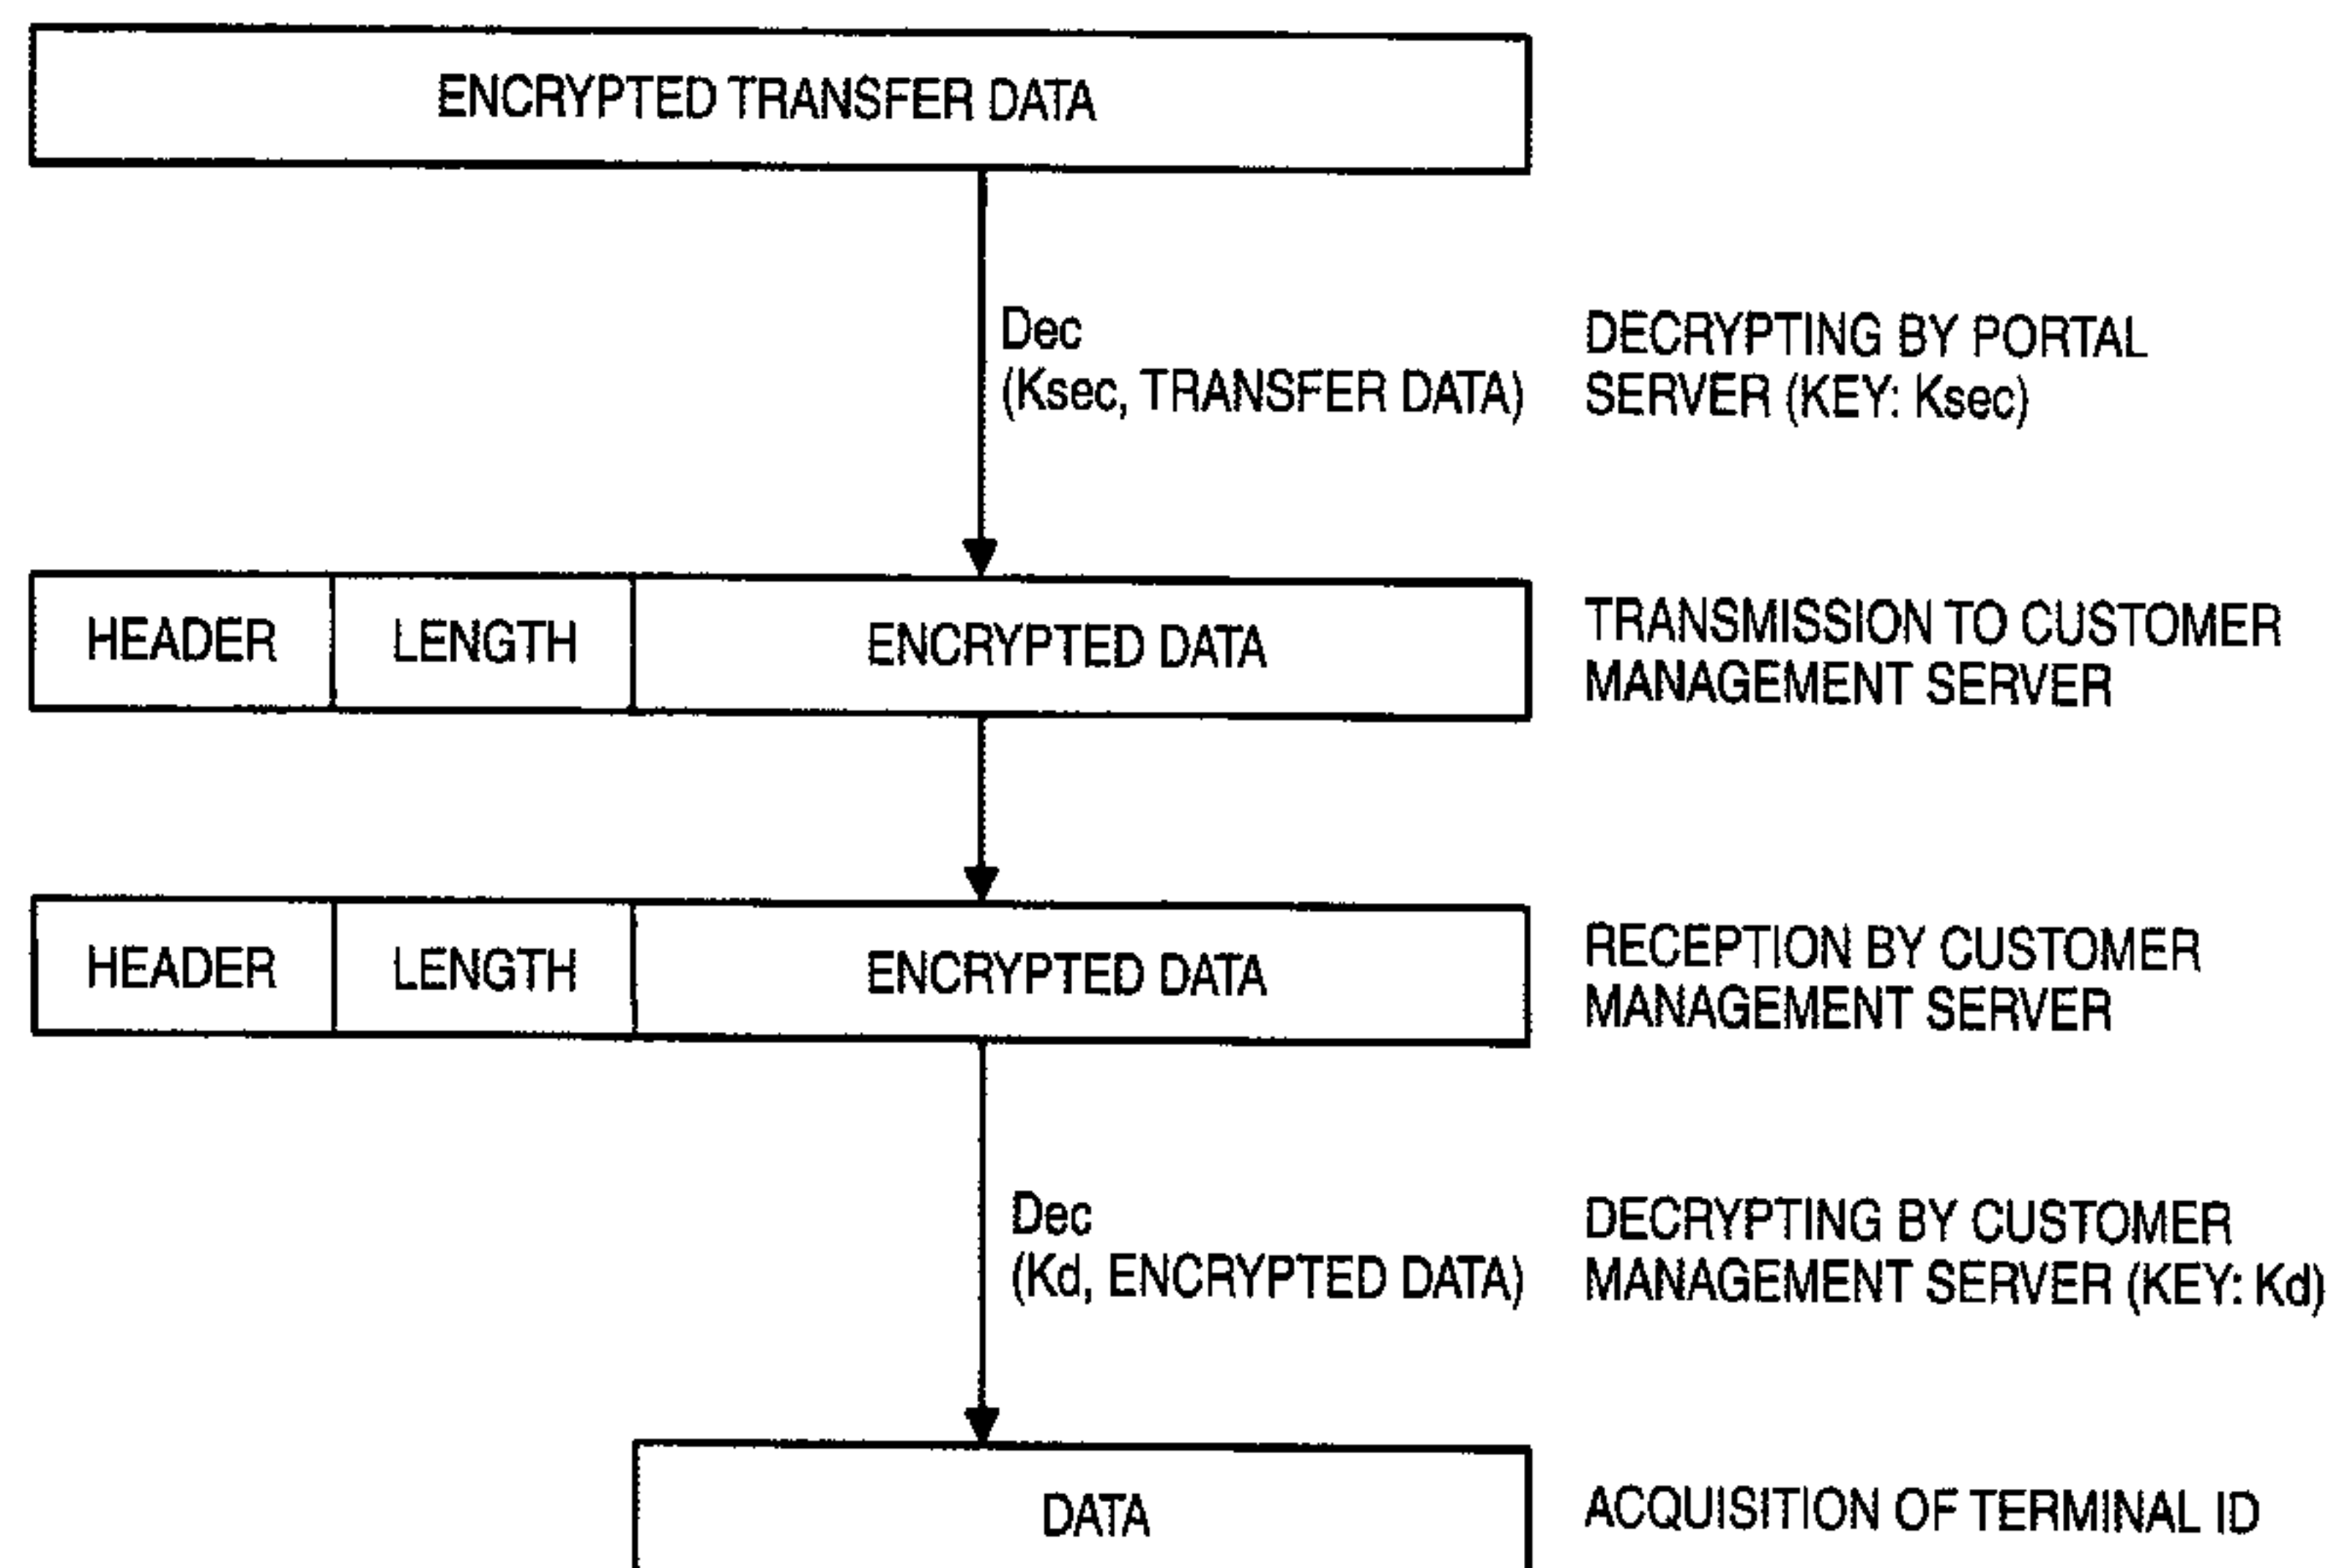 ENCRYPTED TRANSFER DATA
Dec
(Ksec, TRANSFER DATA)
DECRYPTING BY PORTAL
SERVER (KEY: Ksec)
HEADER
LENGTH
ENCRYPTED DATA
TRANSMISSION TO CUSTOMER
MANAGEMENT SERVER
HEADER
LENGTH
ENCRYPTED DATA
RECEPTION BY CUSTOMER
MANAGEMENT SERVER
Dec
(Kd, ENCRYPTED DATA)
DECRYPTING BY CUSTOMER
MANAGEMENT SERVER (KEY: Kd)
DATA
ACQUISITION OF TERMINAL ID